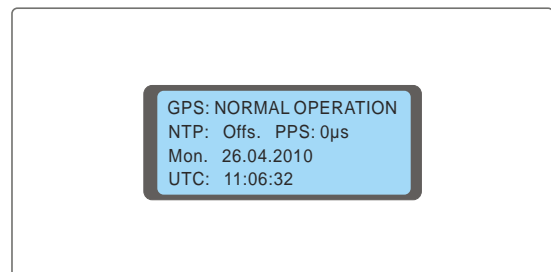 GPS: NORMAL OPERATION
NTP: Offs. PPS: 0µs
Mon. 26.04.2010
UTC: 11:06:32